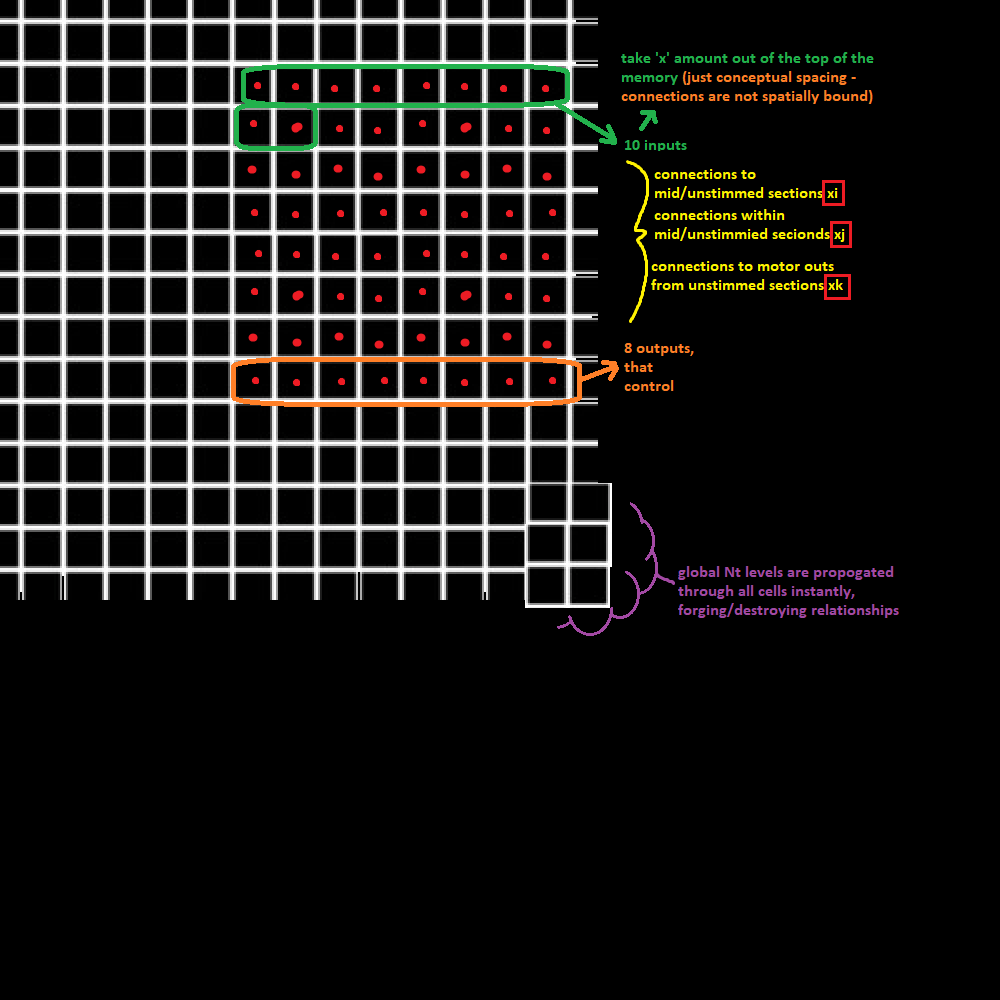 take 'x' amount out of the top of the
memory (just conceptual spacing -
connections are not spatially bound)
10 inputs
connections to
mid/unstimmed sections xi
connections within
mid/unstimmied secionds xj
connections to motor outs
from unstimmed sections xk
8 outputs,
that
control
global Nt levels are propogated
through all cells instantly,
forging/destroying relationships